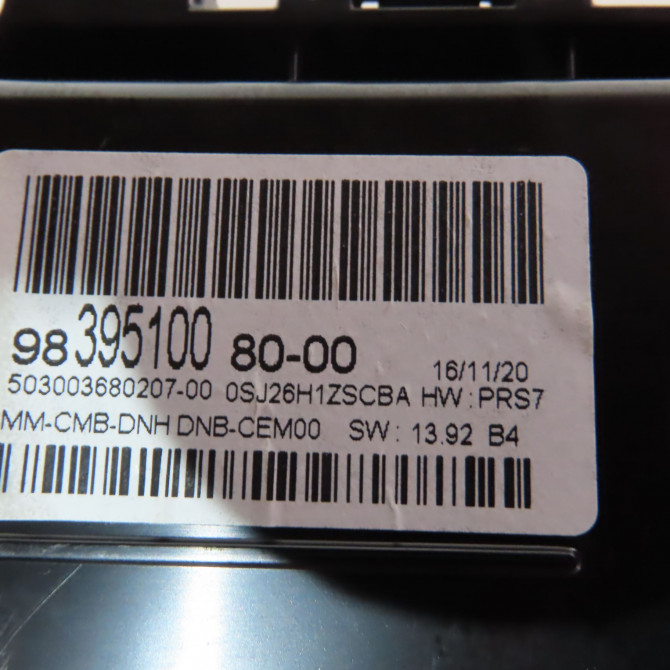 98 395100 80-00 16/11/20
503003680207-00 0SJ26H1ZSCBA HW : PRS7
MM-CMB-DNH DNB-CEM00 SW : 13.92 B4